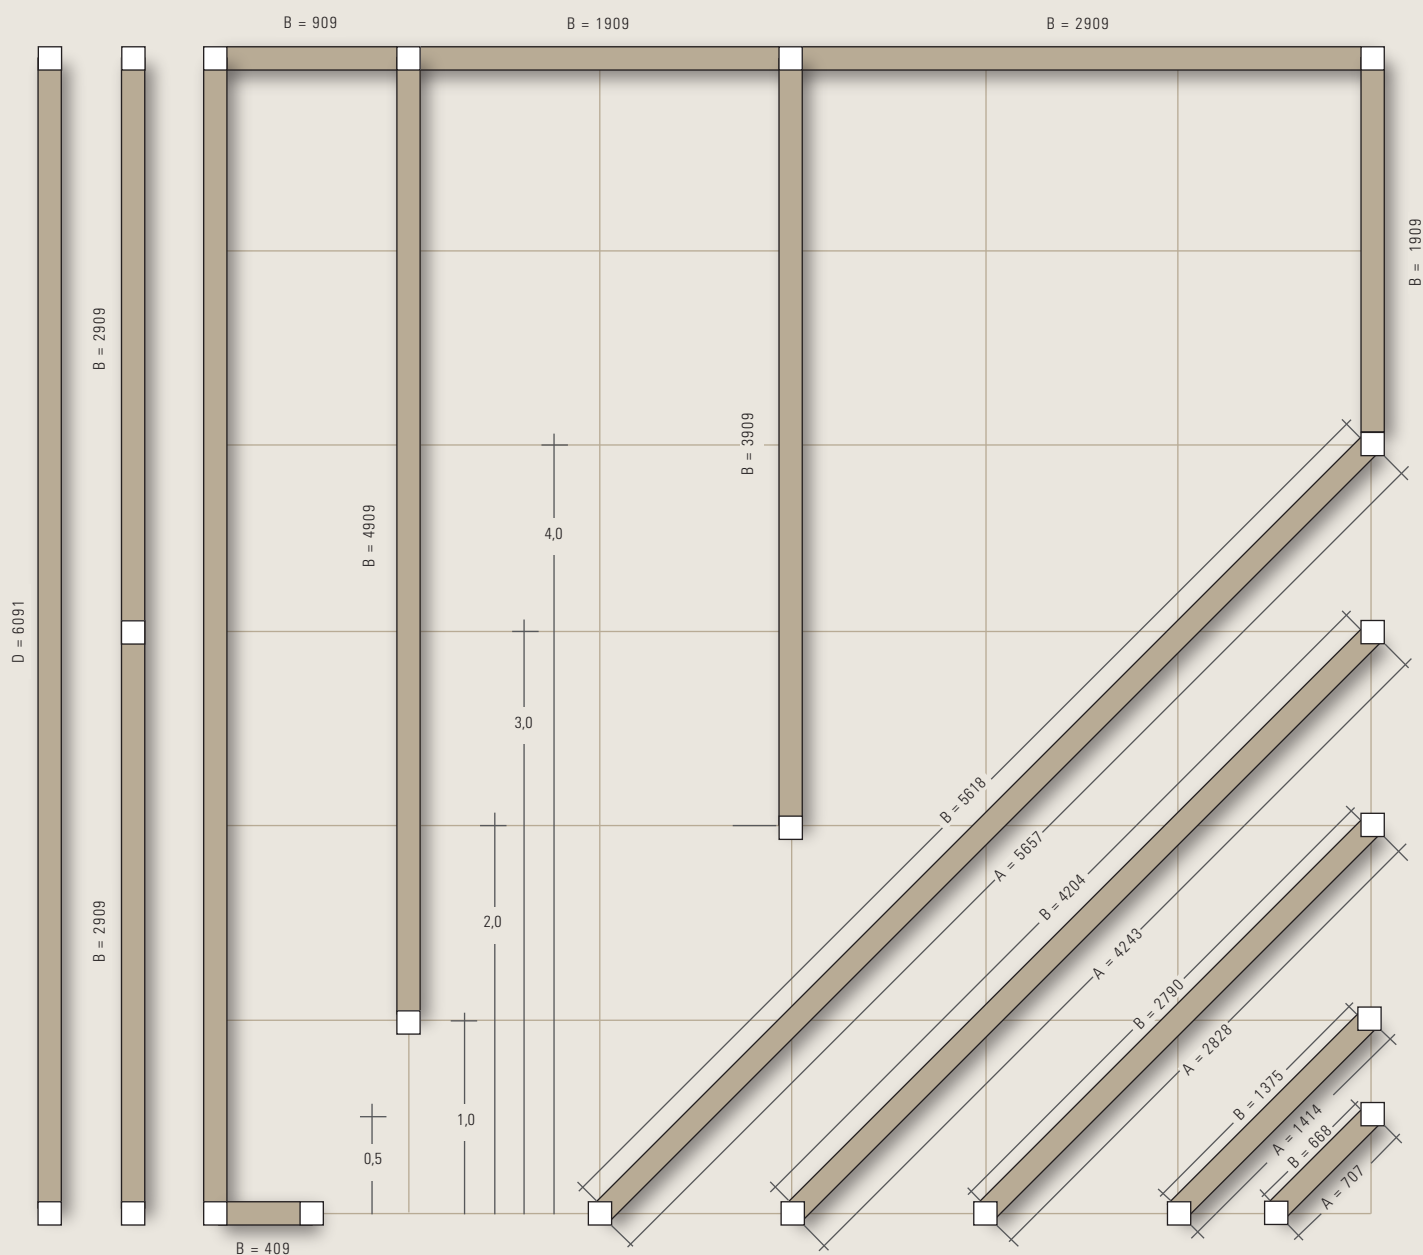 B = 909
B = 1909
B = 2909
B = 1909
B = 2909
B = 3909
B = 4909
4,0
D = 6091
3,0
B = 5618
A = 5657
B = 4204
B = 2909
2,0
A = 4243
B = 2790
A = 2828
B = 1375
1,0
A = 1414
B = 668
0,5
A = 707
B = 409